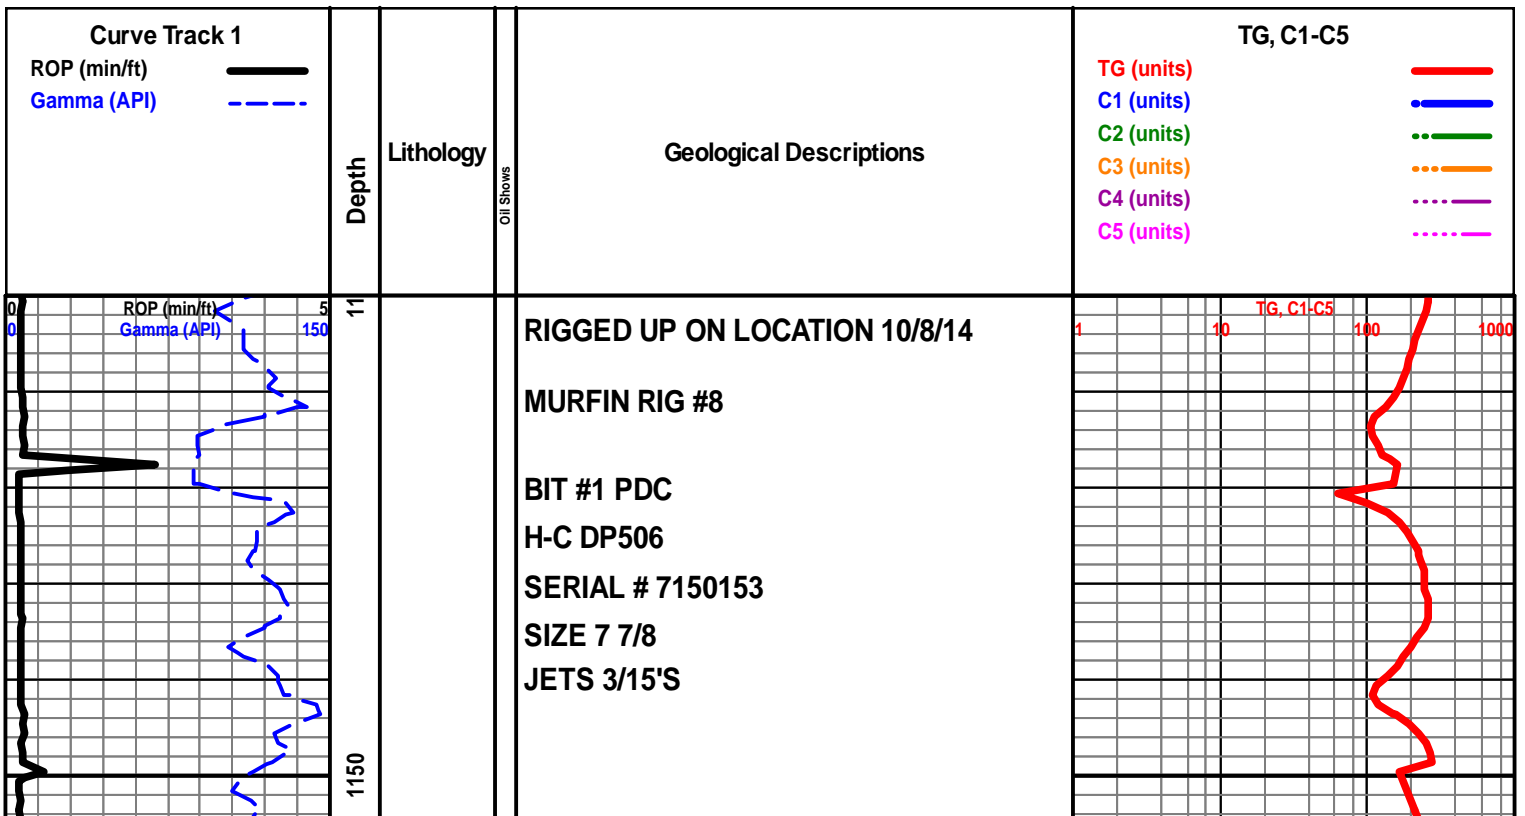 Curve Track 1
ROP (min/ft)
Gamma (API)
Depth
Lithology
Oil Shows
Geological Descriptions
TG, C1-C5
TG (units)
C1 (units)
C2 (units)
C3 (units)
C4 (units)
C5 (units)
0 ROP (min/ft) 5
0 Gamma (API) 150
11
TG, C1-C5
1 10 100 1000
RIGGED UP ON LOCATION 10/8/14
MURFIN RIG #8
BIT #1 PDC
H-C DP506
SERIAL # 7150153
SIZE 7 7/8
JETS 3/15'S
1150